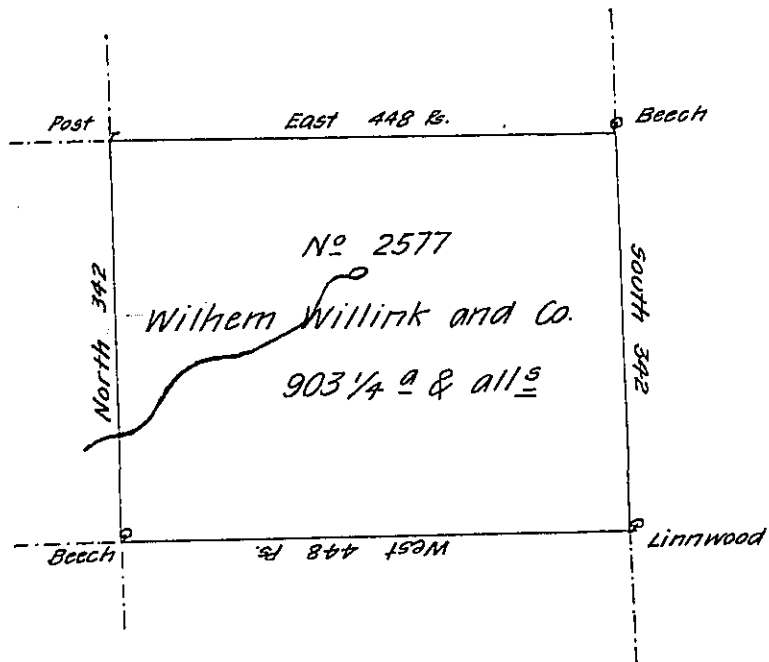 Post
East 448 Ps.
Beech
Nº 2577
Wilhem Willink and Co.
903 1/4 a & all s
North 342
South 342
Beech
West 448 Ps.
Linnwood